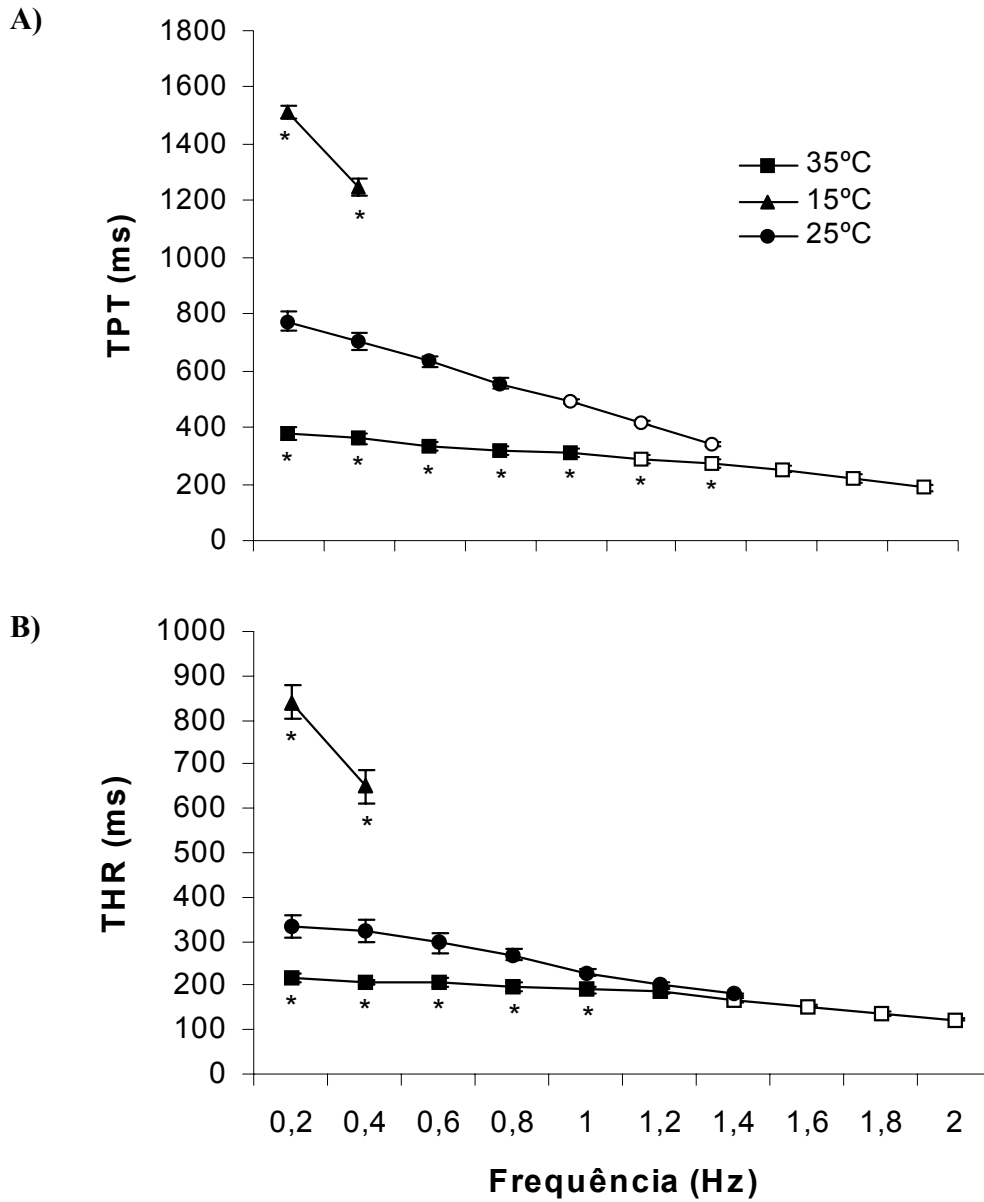 A)
TPT (ms)
1800
1600
1400
1200
1000
800
600
400
200
0
*
*
* * * * * * *
35ºC
15ºC
25ºC
B)
THR (ms)
1000
900
800
700
600
500
400
300
200
100
0
*
*
* * * * *
0,2 0,4 0,6 0,8 1 1,2 1,4 1,6 1,8 2
Frequência (Hz)